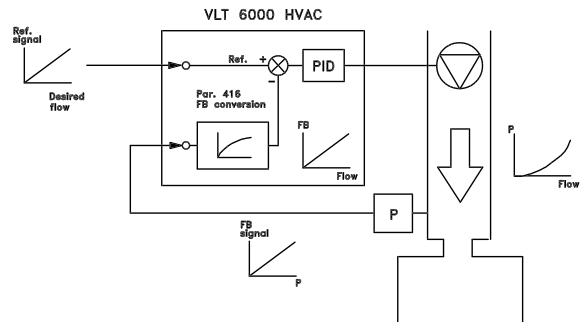 VLT 6000 HVAC
Ref.
signal
Desired
flow
Ref.
+
−
PID
Par. 416
FB conversion
FB
Flow
P
Flow
P
FB
signal
P